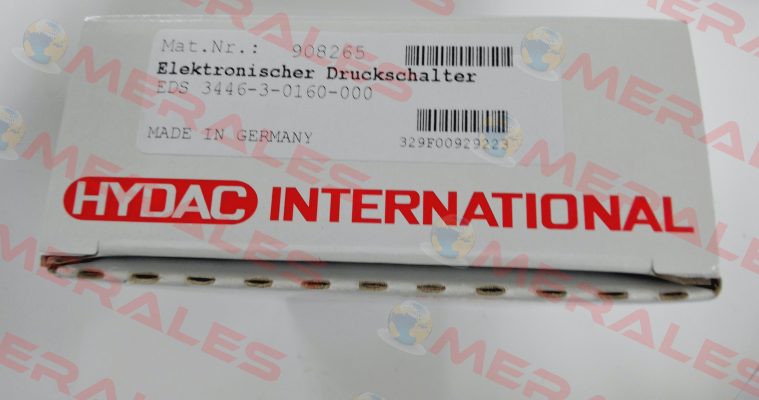 Mat.Nr.: 908265
Elektronischer Druckschalter
EDS 3446-3-0160-000
MADE IN GERMANY
329F00929223
HYDAC INTERNATIONAL
MERALES